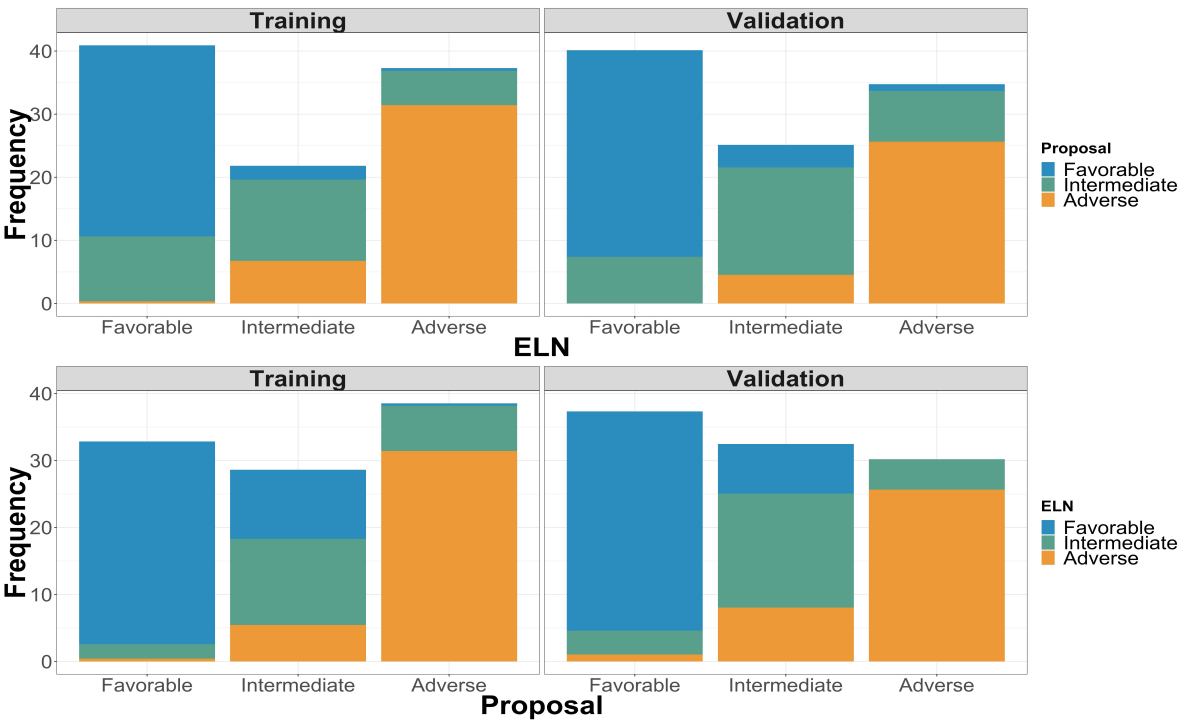 Training Validation
40
30
20
10
0
Frequency
Favorable Intermediate Adverse Favorable Intermediate Adverse
ELN
Proposal
Favorable
Intermediate
Adverse
Training Validation
40
30
20
10
0
Frequency
Favorable Intermediate Adverse Favorable Intermediate Adverse
Proposal
ELN
Favorable
Intermediate
Adverse